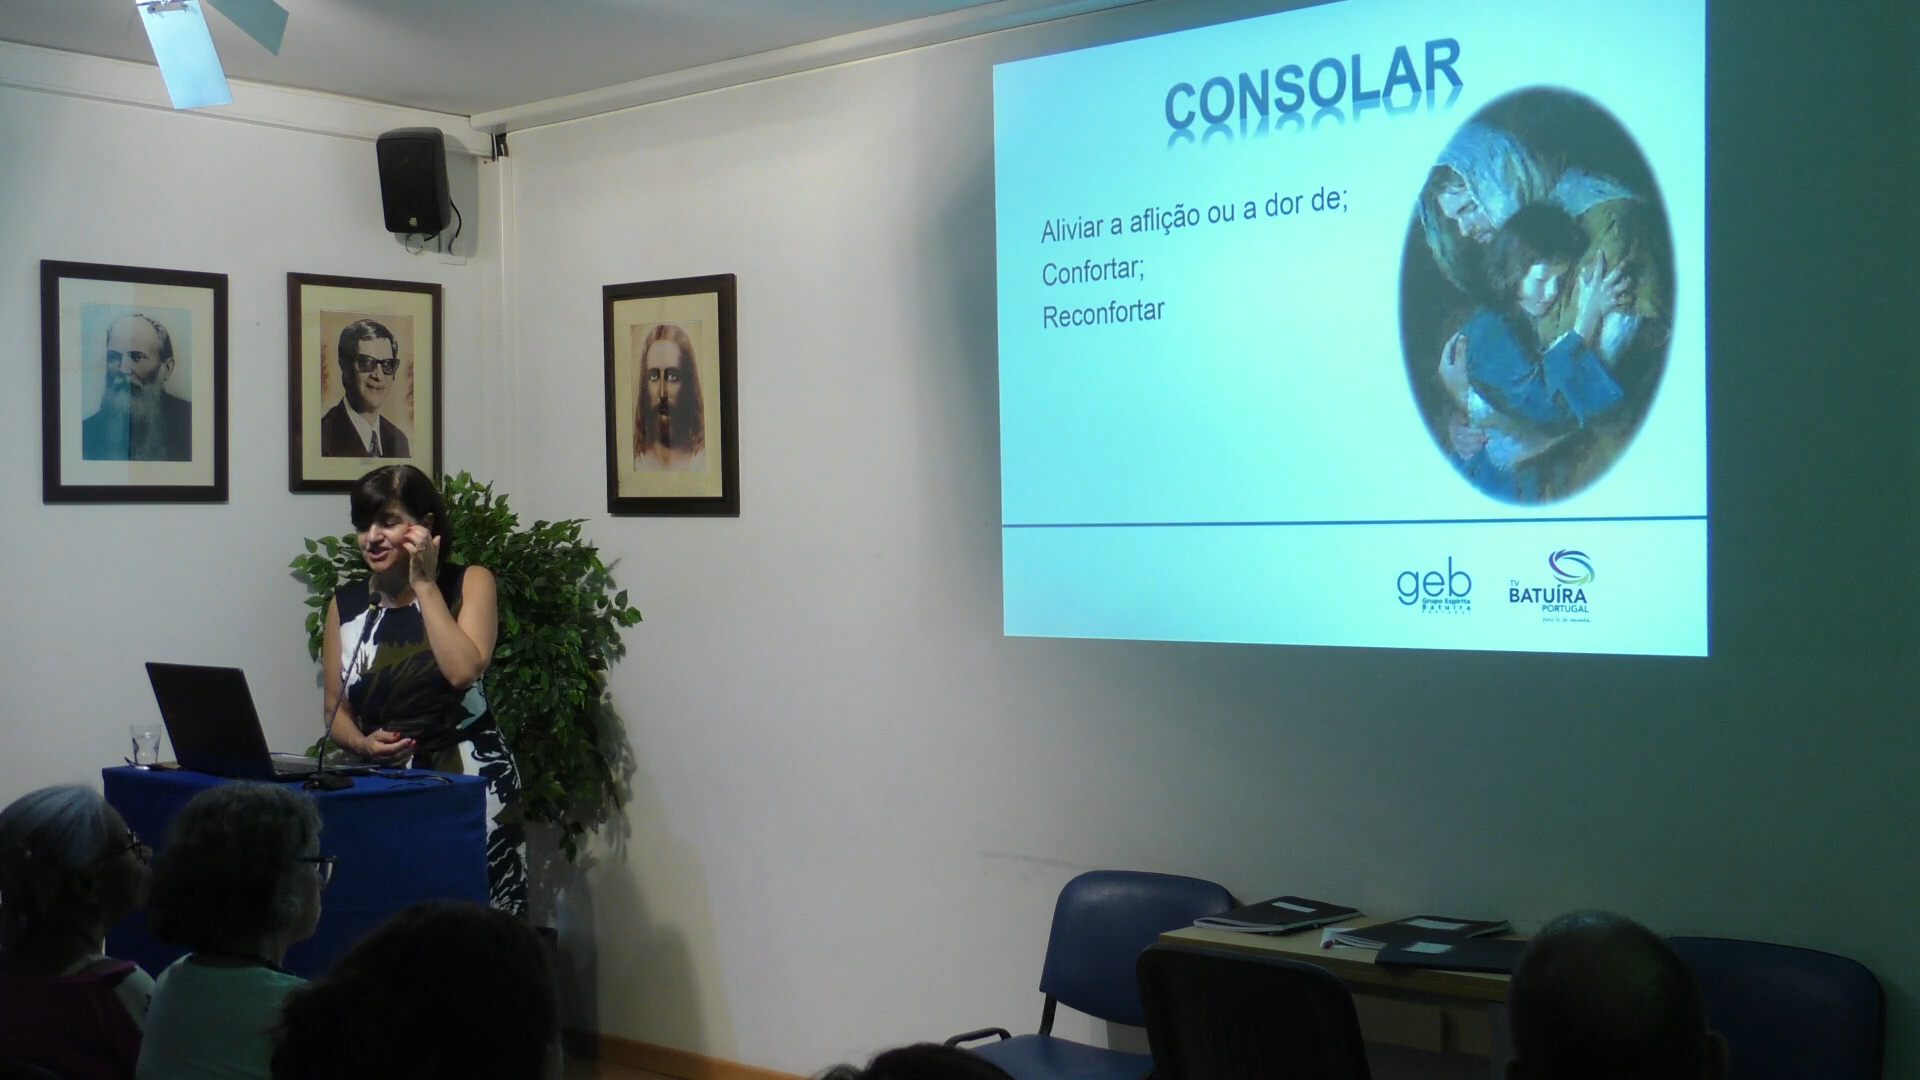 CONSOLAR
Aliviar a aflição ou a dor de;
Confortar;
Reconfortar
geb
Grupo Espírita
Batuíra
TV
BATUÍRA
PORTUGAL